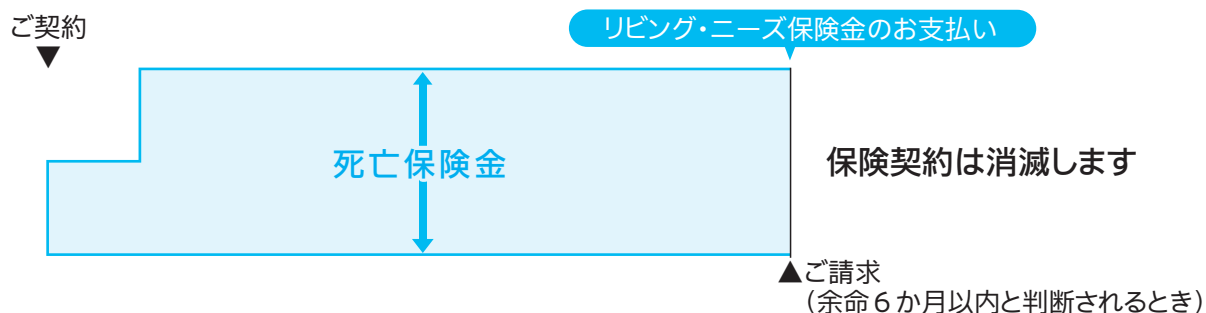 ご契約
▼
リビング・ニーズ保険金のお支払い
死亡保険金
保険契約は消滅します
▲ご請求
（余命6か月以内と判断されるとき）